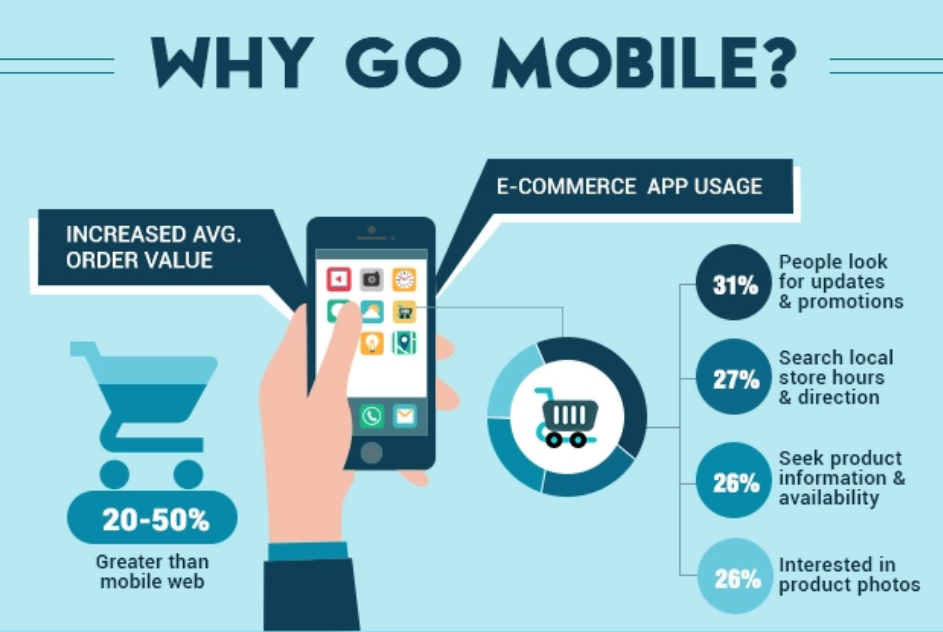 WHY GO MOBILE?
INCREASED AVG.
ORDER VALUE
E-COMMERCE APP USAGE
20-50%
Greater than
mobile web
31%
People look
for updates
& promotions
27%
Search local
store hours
& direction
26%
Seek product
information &
availability
26%
Interested in
product photos